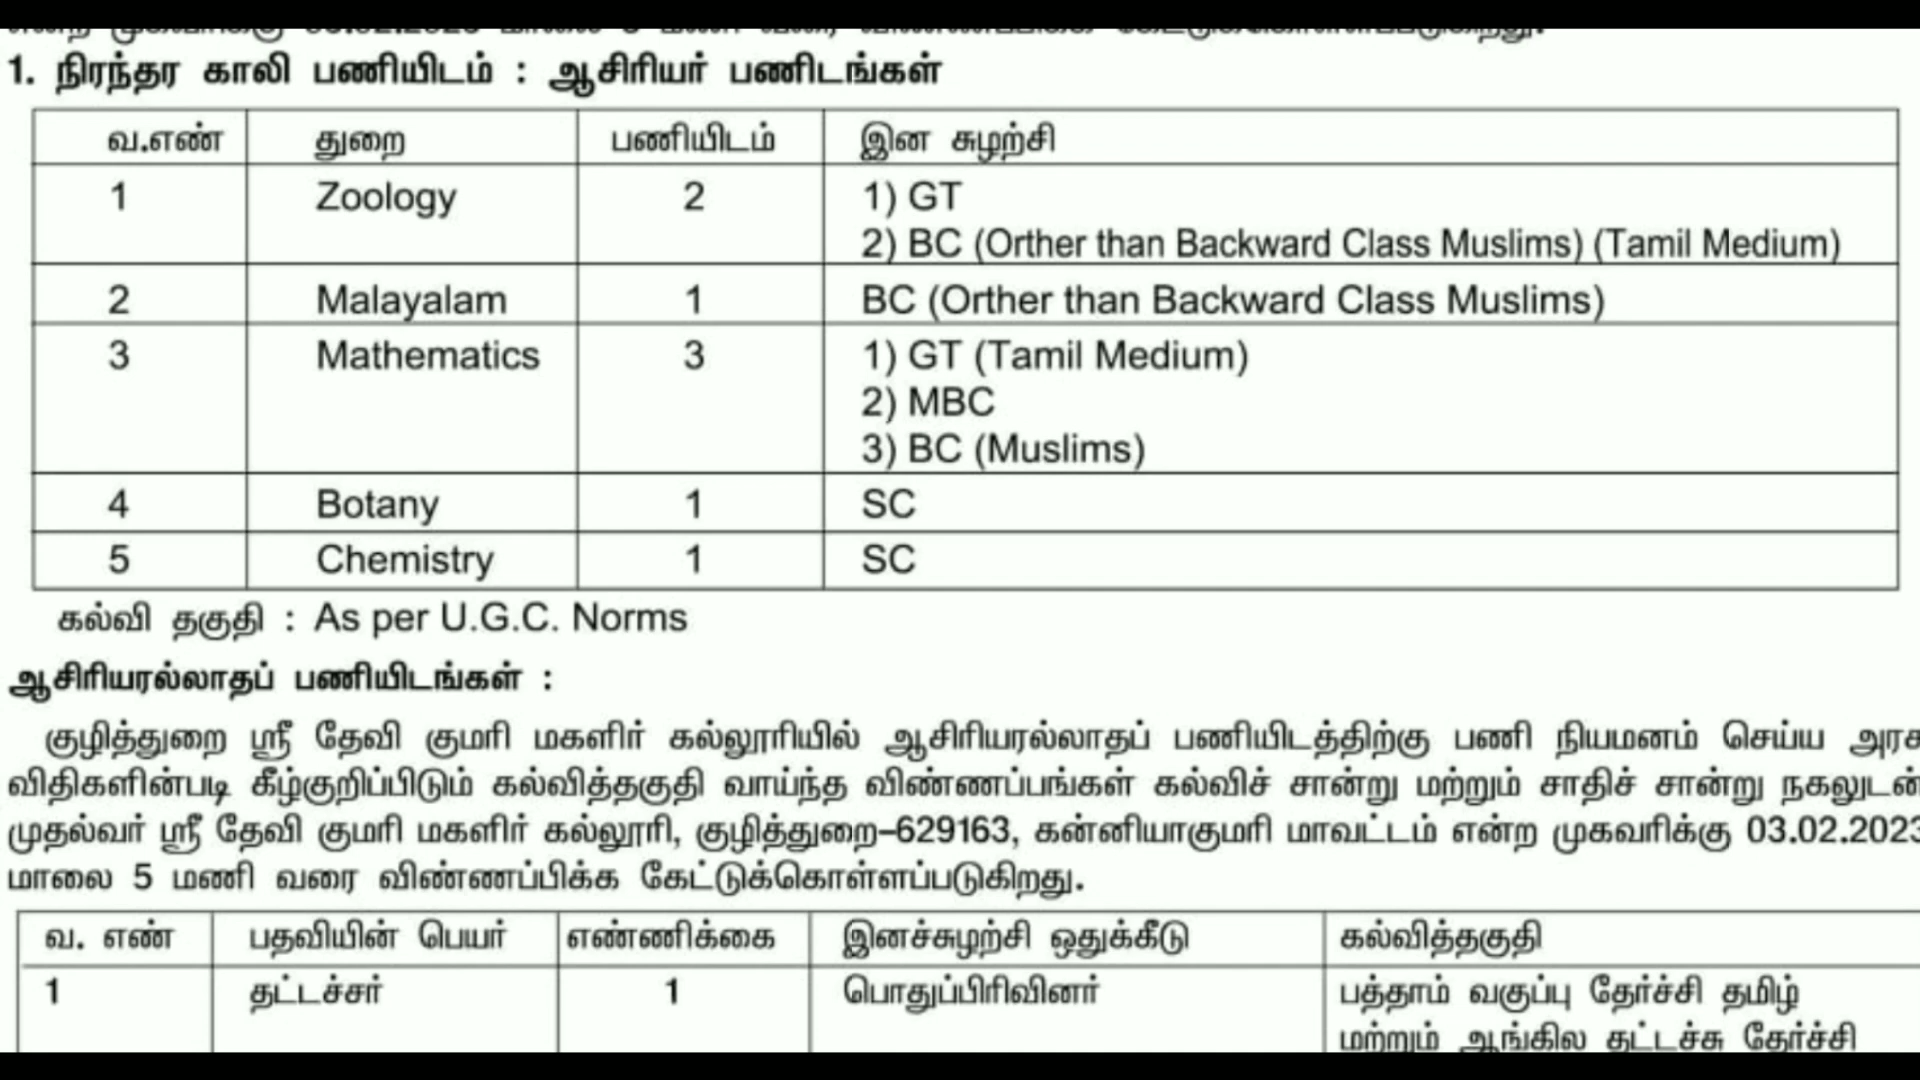 1. நிரந்தர காலி பணியிடம் : ஆசிரியர் பணிடங்கள்
வ.எண் துறை பணியிடம் இன சுழற்சி
1 Zoology 2 1) GT
2) BC (Orther than Backward Class Muslims) (Tamil Medium)
2 Malayalam 1 BC (Orther than Backward Class Muslims)
3 Mathematics 3 1) GT (Tamil Medium)
2) MBC
3) BC (Muslims)
4 Botany 1 SC
5 Chemistry 1 SC
கல்வி தகுதி : As per U.G.C. Norms
ஆசிரியரல்லாதப் பணியிடங்கள் :
குழித்துறை ஸ்ரீ தேவி குமரி மகளிர் கல்லூரியில் ஆசிரியரல்லாதப் பணியிடத்திற்கு பணி நியமனம் செய்ய அரசு
விதிகளின்படி கீழ்குறிப்பிடும் கல்வித்தகுதி வாய்ந்த விண்ணப்பங்கள் கல்விச் சான்று மற்றும் சாதிச் சான்று நகலுடன்
முதல்வர் ஸ்ரீ தேவி குமரி மகளிர் கல்லூரி, குழித்துறை–629163, கன்னியாகுமரி மாவட்டம் என்ற முகவரிக்கு 03.02.2023
மாலை 5 மணி வரை விண்ணப்பிக்க கேட்டுக்கொள்ளப்படுகிறது.
வ. எண் பதவியின் பெயர் எண்ணிக்கை இனச்சுழற்சி ஒதுக்கீடு கல்வித்தகுதி
1 தட்டச்சர் 1 பொதுப்பிரிவினர் பத்தாம் வகுப்பு தேர்ச்சி தமிழ்
மற்றும் ஆங்கில தட்டச்சு தேர்ச்சி